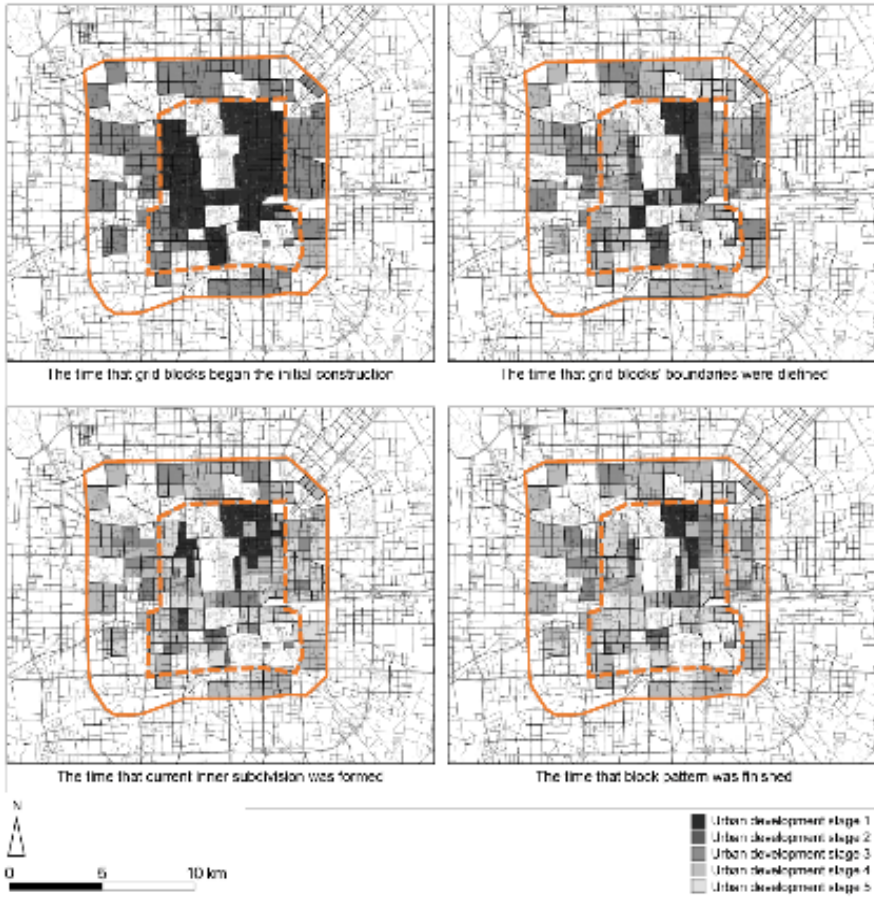 The time that grid blocks began the initial construction
The time that grid blocks' boundaries were defined
The time that current inner subdivision was formed
The time that block pattern was finished
N
0 5 10 km
Urban development stage 1
Urban development stage 2
Urban development stage 3
Urban development stage 4
Urban development stage 5